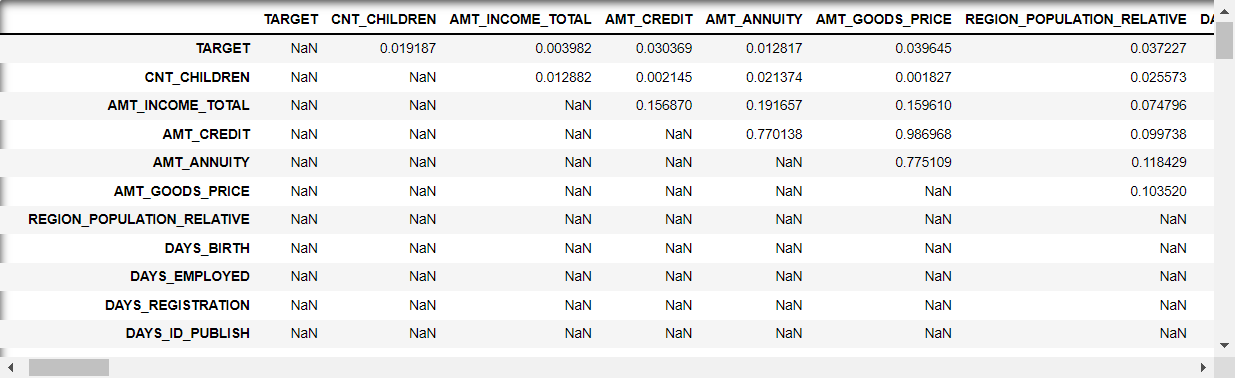 TARGET CNT_CHILDREN AMT_INCOME_TOTAL AMT_CREDIT AMT_ANNUITY AMT_GOODS_PRICE REGION_POPULATION_RELATIVE DA
TARGET NaN 0.019187 0.003982 0.030369 0.012817 0.039645 0.037227
CNT_CHILDREN NaN NaN 0.012882 0.002145 0.021374 0.001827 0.025573
AMT_INCOME_TOTAL NaN NaN NaN 0.156870 0.191657 0.159610 0.074796
AMT_CREDIT NaN NaN NaN NaN 0.770138 0.986968 0.099738
AMT_ANNUITY NaN NaN NaN NaN NaN 0.775109 0.118429
AMT_GOODS_PRICE NaN NaN NaN NaN NaN NaN 0.103520
REGION_POPULATION_RELATIVE NaN NaN NaN NaN NaN NaN NaN
DAYS_BIRTH NaN NaN NaN NaN NaN NaN NaN
DAYS_EMPLOYED NaN NaN NaN NaN NaN NaN NaN
DAYS_REGISTRATION NaN NaN NaN NaN NaN NaN NaN
DAYS_ID_PUBLISH NaN NaN NaN NaN NaN NaN NaN